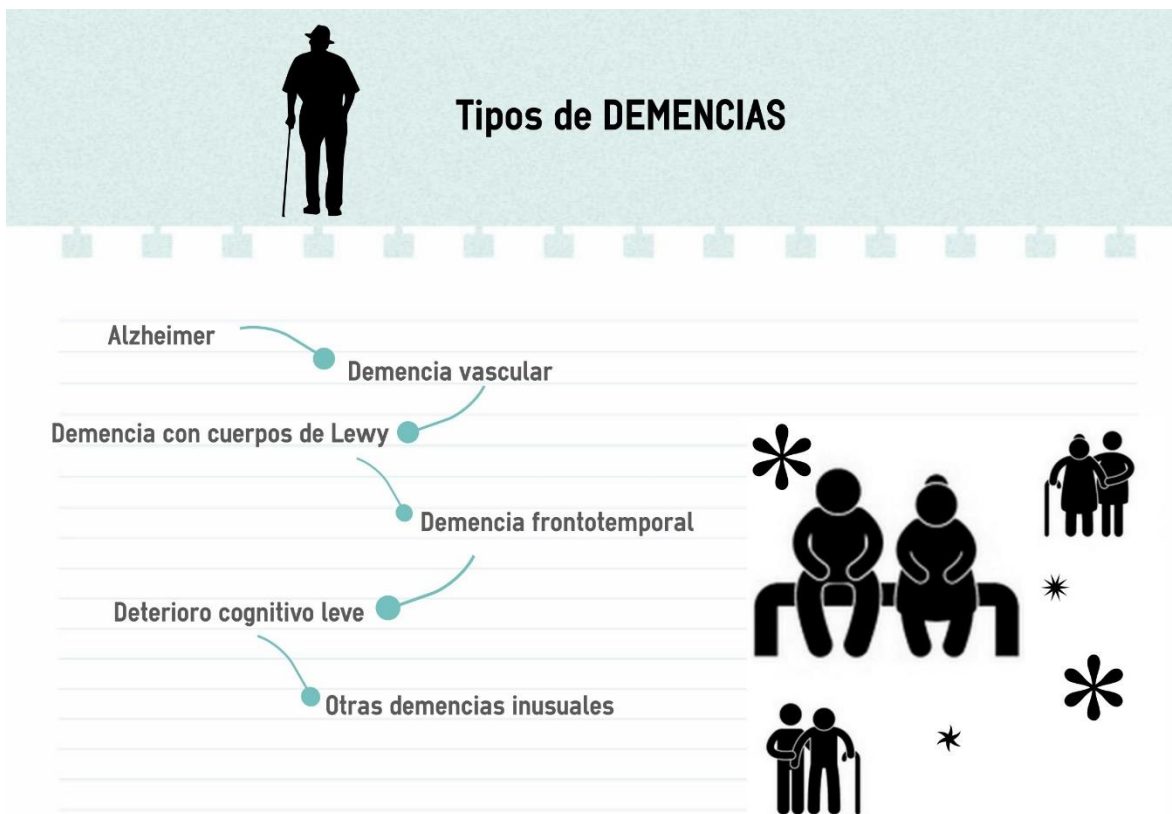 Tipos de DEMENCIAS
Alzheimer
Demencia vascular
Demencia con cuerpos de Lewy
Demencia frontotemporal
Deterioro cognitivo leve
Otras demencias inusuales